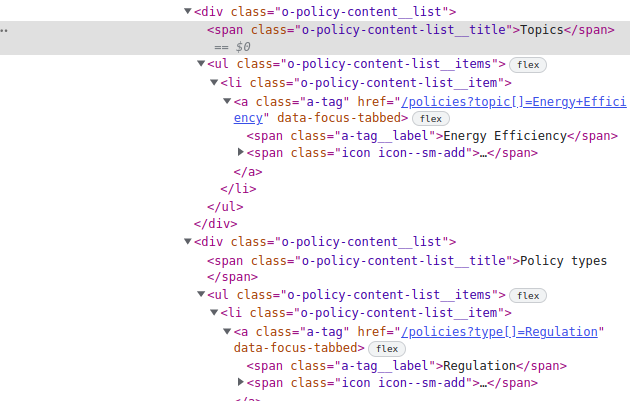 <div class="o-policy-content__list">
<span class="o-policy-content-list__title">Topics</span>
== $0
<ul class="o-policy-content-list__items"> flex
<li class="o-policy-content-list__item">
<a class="a-tag" href="/policies?topic[]=Energy+Effici
ency" data-focus-tabbed> flex
<span class="a-tag__label">Energy Efficiency</span>
<span class="icon icon--sm-add">…</span>
</a>
</li>
</ul>
</div>
<div class="o-policy-content__list">
<span class="o-policy-content-list__title">Policy types
</span>
<ul class="o-policy-content-list__items"> flex
<li class="o-policy-content-list__item">
<a class="a-tag" href="/policies?type[]=Regulation"
data-focus-tabbed> flex
<span class="a-tag__label">Regulation</span>
<span class="icon icon--sm-add">…</span>
</a>